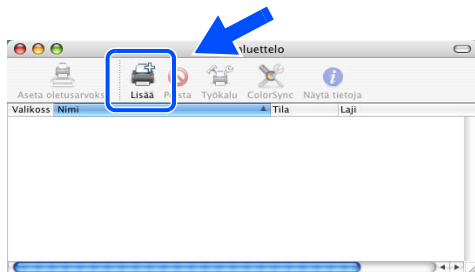 luettelo
Aseta oletusarvoks Lisää Poista Työkalu ColorSync Näytä tietoja
Valikoss Nimi Tila Laji